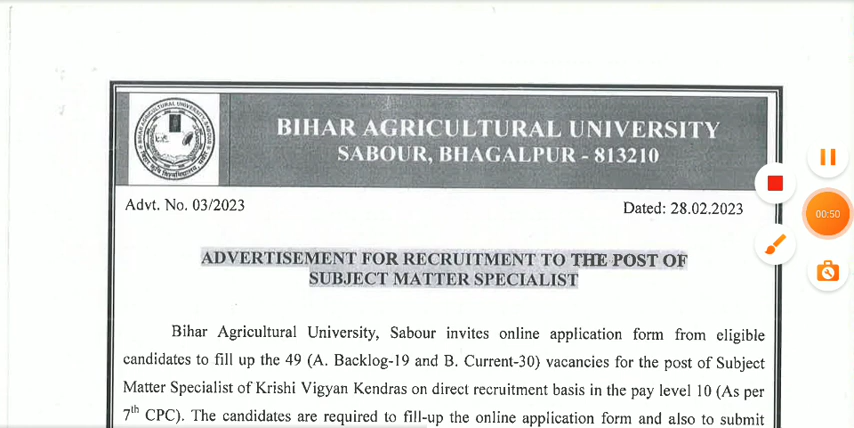 BIHAR AGRICULTURAL UNIVERSITY
SABOUR, BHAGALPUR - 813210
Advt. No. 03/2023
Dated: 28.02.2023
00:50
ADVERTISEMENT FOR RECRUITMENT TO THE POST OF
SUBJECT MATTER SPECIALIST
Bihar Agricultural University, Sabour invites online application form from eligible
candidates to fill up the 49 (A. Backlog-19 and B. Current-30) vacancies for the post of Subject
Matter Specialist of Krishi Vigyan Kendras on direct recruitment basis in the pay level 10 (As per
7th CPC). The candidates are required to fill-up the online application form and also to submit